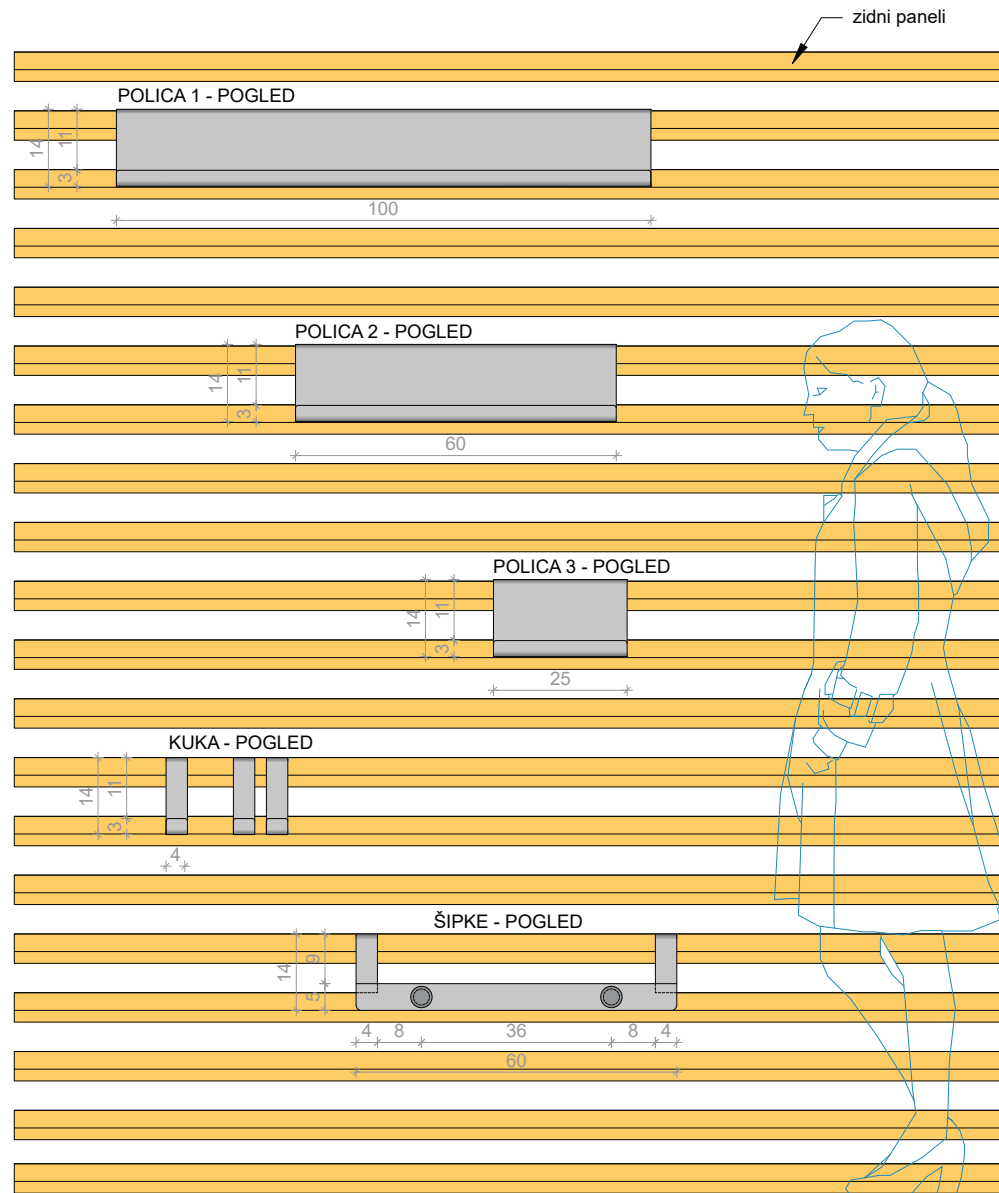 zidni paneli
POLICA 1 - POGLED
14
11
3
100
POLICA 2 - POGLED
14
11
3
60
POLICA 3 - POGLED
14
11
3
25
KUKA - POGLED
14
11
3
4
ŠIPKE - POGLED
14
9
5
4 8 36 8 4
60